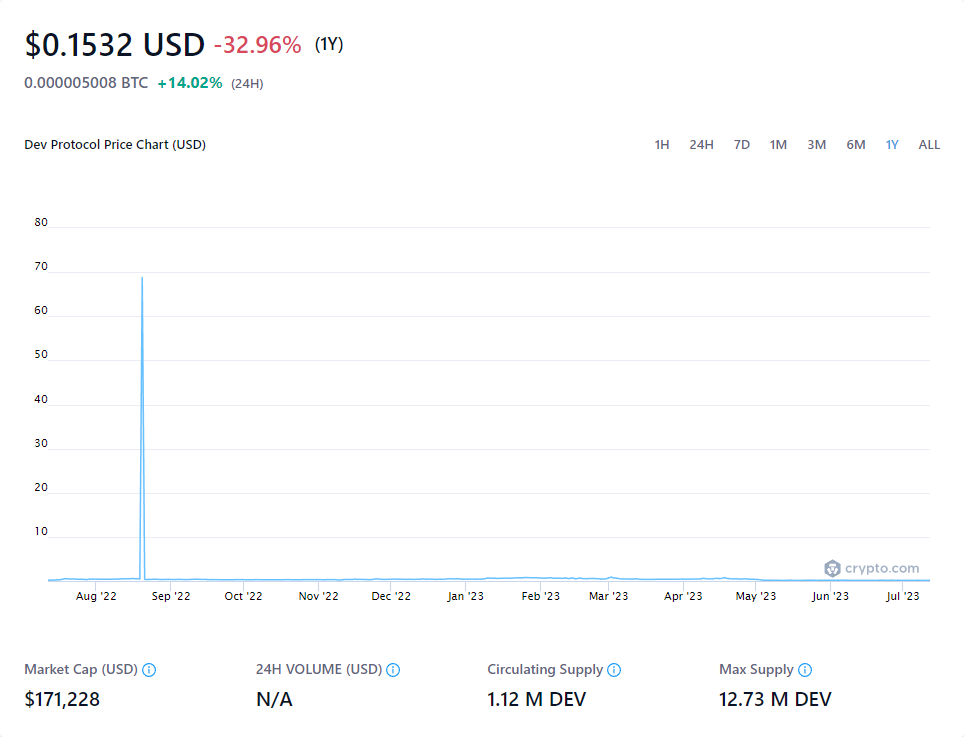 $0.1532 USD -32.96% (1Y)
0.000005008 BTC +14.02% (24H)
Dev Protocol Price Chart (USD) 1H 24H 7D 1M 3M 6M 1Y ALL
80
70
60
50
40
30
20
10
crypto.com
Aug '22 Sep '22 Oct '22 Nov '22 Dec '22 Jan '23 Feb '23 Mar '23 Apr '23 May '23 Jun '23 Jul '23
Market Cap (USD) 24H VOLUME (USD) Circulating Supply Max Supply
$171,228 N/A 1.12 M DEV 12.73 M DEV